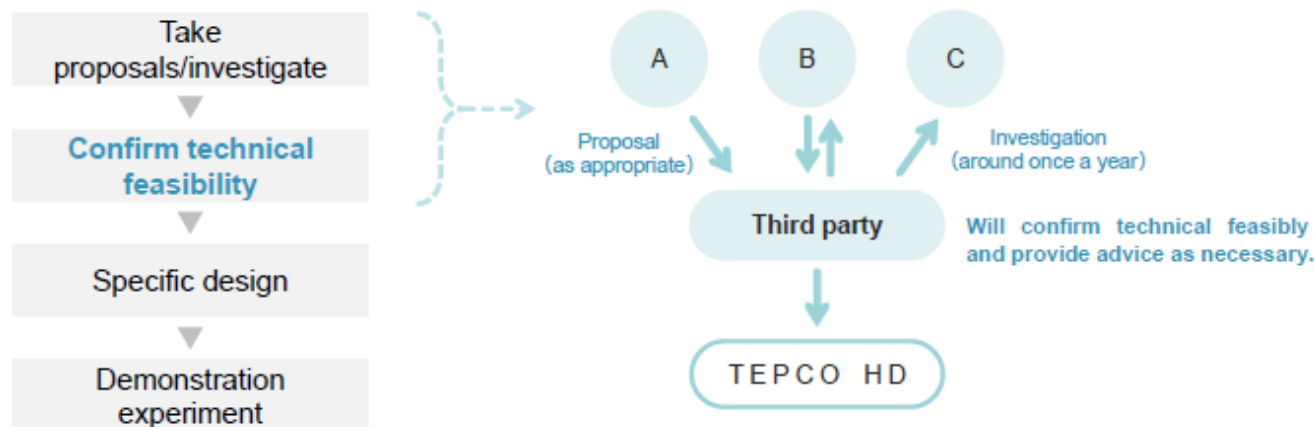 Take
proposals/investigate
Confirm technical
feasibility
Specific design
Demonstration
experiment
A
B
C
Proposal
(as appropriate)
Investigation
(around once a year)
Third party
Will confirm technical feasibly
and provide advice as necessary.
TEPCO HD